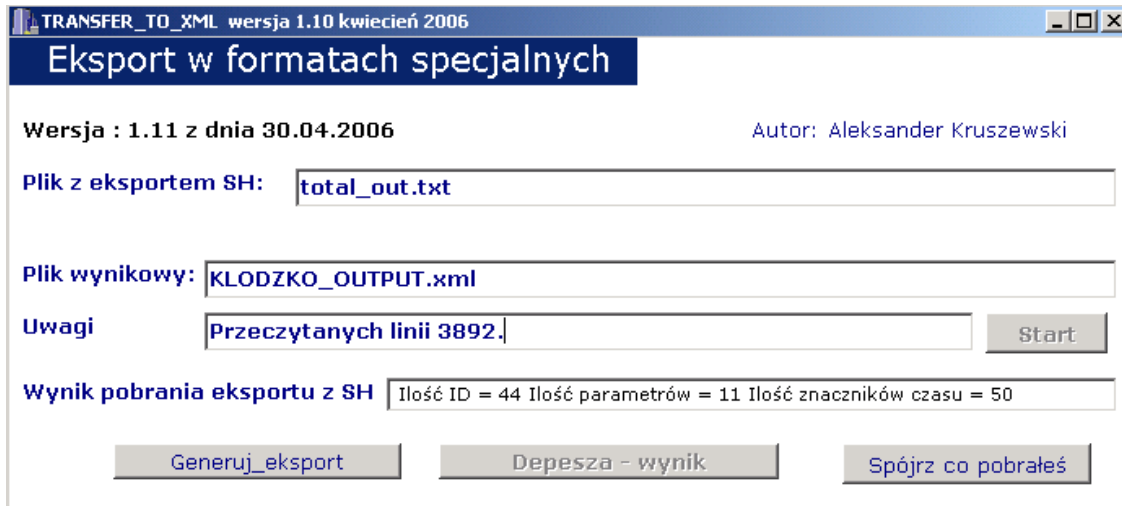 TRANSFER_TO_XML wersja 1.10 kwiecień 2006
Eksport w formatach specjalnych
Wersja : 1.11 z dnia 30.04.2006
Autor: Aleksander Kruszewski
Plik z eksportem SH: total_out.txt
Plik wynikowy: KLODZKO_OUTPUT.xml
Uwagi Przeczytanych linii 3892. Start
Wynik pobrania eksportu z SH Ilość ID = 44 Ilość parametrów = 11 Ilość znaczników czasu = 50
Generuj_eksport Depesza - wynik Spójrz co pobrałeś